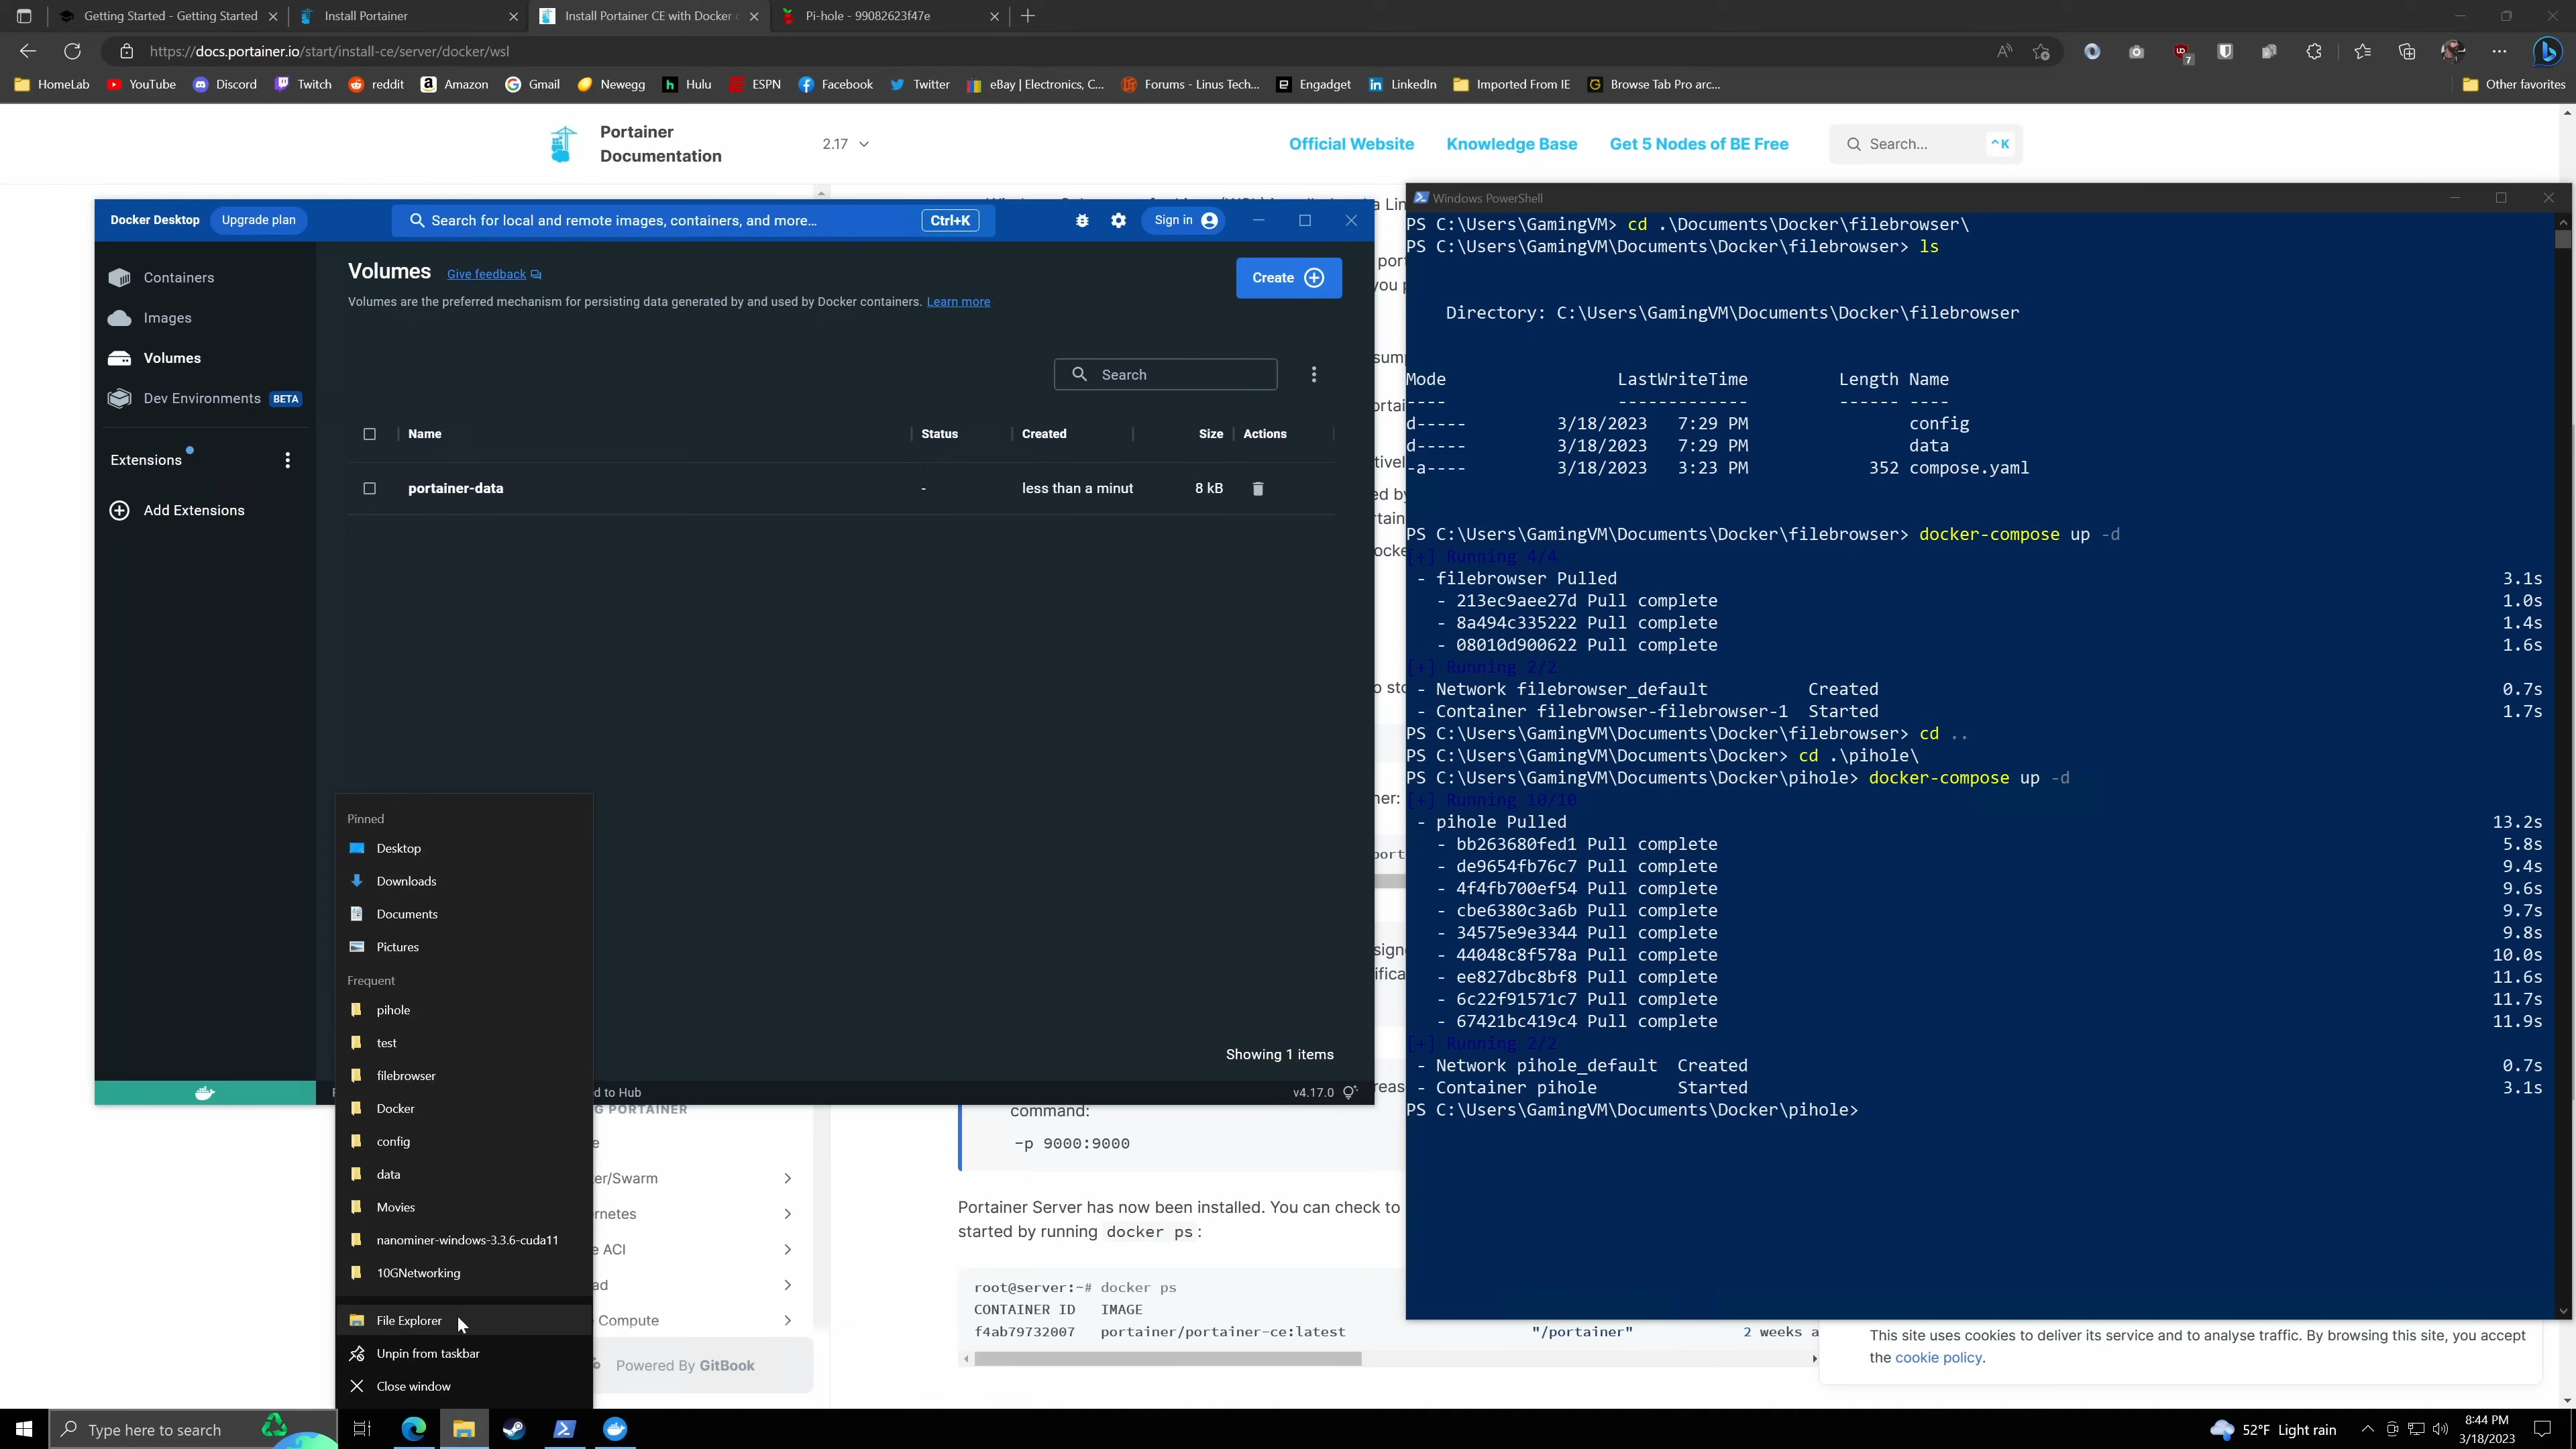 Getting Started - Getting Started
Install Portainer
Install Portainer CE with Docker
Pi-hole - 99082623f47e
https://docs.portainer.io/start/install-ce/server/docker/wsl
7
HomeLab
YouTube
Discord
Twitch
reddit
Amazon
Gmail
Newegg
Hulu
ESPN
Facebook
Twitter
eBay | Electronics, C...
Forums - Linus Tech...
Engadget
LinkedIn
Imported From IE
Browse Tab Pro arc...
Other favorites
Portainer
Documentation
2.17
Official Website
Knowledge Base
Get 5 Nodes of BE Free
Search...
^K
Docker Desktop
Upgrade plan
Search for local and remote images, containers, and more...
Ctrl+K
Sign in
Containers
Images
Volumes
Dev Environments BETA
Extensions
Add Extensions
Volumes
Give feedback
Create
Volumes are the preferred mechanism for persisting data generated by and used by Docker containers. Learn more
Search
Name
Status
Created
Size
Actions
portainer-data
-
less than a minut
8 kB
Showing 1 items
d to Hub
v4.17.0
Pinned
Desktop
Downloads
Documents
Pictures
Frequent
pihole
test
filebrowser
Docker
config
data
Movies
nanominer-windows-3.3.6-cuda11
10GNetworking
File Explorer
Unpin from taskbar
Close window
G PORTAINER
er/Swarm
rnetes
e ACI
ad
Compute
Powered By GitBook
command:
-p 9000:9000
Portainer Server has now been installed. You can check to
started by running docker ps:
root@server:~# docker ps
CONTAINER ID IMAGE
f4ab79732007 portainer/portainer-ce:latest "/portainer" 2 weeks a
Windows PowerShell
PS C:\Users\GamingVM> cd .\Documents\Docker\filebrowser\
PS C:\Users\GamingVM\Documents\Docker\filebrowser> ls
Directory: C:\Users\GamingVM\Documents\Docker\filebrowser
Mode LastWriteTime Length Name
---- ------------- ------ ----
d----- 3/18/2023 7:29 PM config
d----- 3/18/2023 7:29 PM data
-a---- 3/18/2023 3:23 PM 352 compose.yaml
PS C:\Users\GamingVM\Documents\Docker\filebrowser> docker-compose up -d
[+] Running 4/4
- filebrowser Pulled 3.1s
- 213ec9aee27d Pull complete 1.0s
- 8a494c335222 Pull complete 1.4s
- 08010d900622 Pull complete 1.6s
[+] Running 2/2
- Network filebrowser_default Created 0.7s
- Container filebrowser-filebrowser-1 Started 1.7s
PS C:\Users\GamingVM\Documents\Docker\filebrowser> cd ..
PS C:\Users\GamingVM\Documents\Docker> cd .\pihole\
PS C:\Users\GamingVM\Documents\Docker\pihole> docker-compose up -d
[+] Running 10/10
- pihole Pulled 13.2s
- bb263680fed1 Pull complete 5.8s
- de9654fb76c7 Pull complete 9.4s
- 4f4fb700ef54 Pull complete 9.6s
- cbe6380c3a6b Pull complete 9.7s
- 34575e9e3344 Pull complete 9.8s
- 44048c8f578a Pull complete 10.0s
- ee827dbc8bf8 Pull complete 11.6s
- 6c22f91571c7 Pull complete 11.7s
- 67421bc419c4 Pull complete 11.9s
[+] Running 2/2
- Network pihole_default Created 0.7s
- Container pihole Started 3.1s
PS C:\Users\GamingVM\Documents\Docker\pihole>
This site uses cookies to deliver its service and to analyse traffic. By browsing this site, you accept
the cookie policy.
Type here to search
52°F Light rain
8:44 PM
3/18/2023